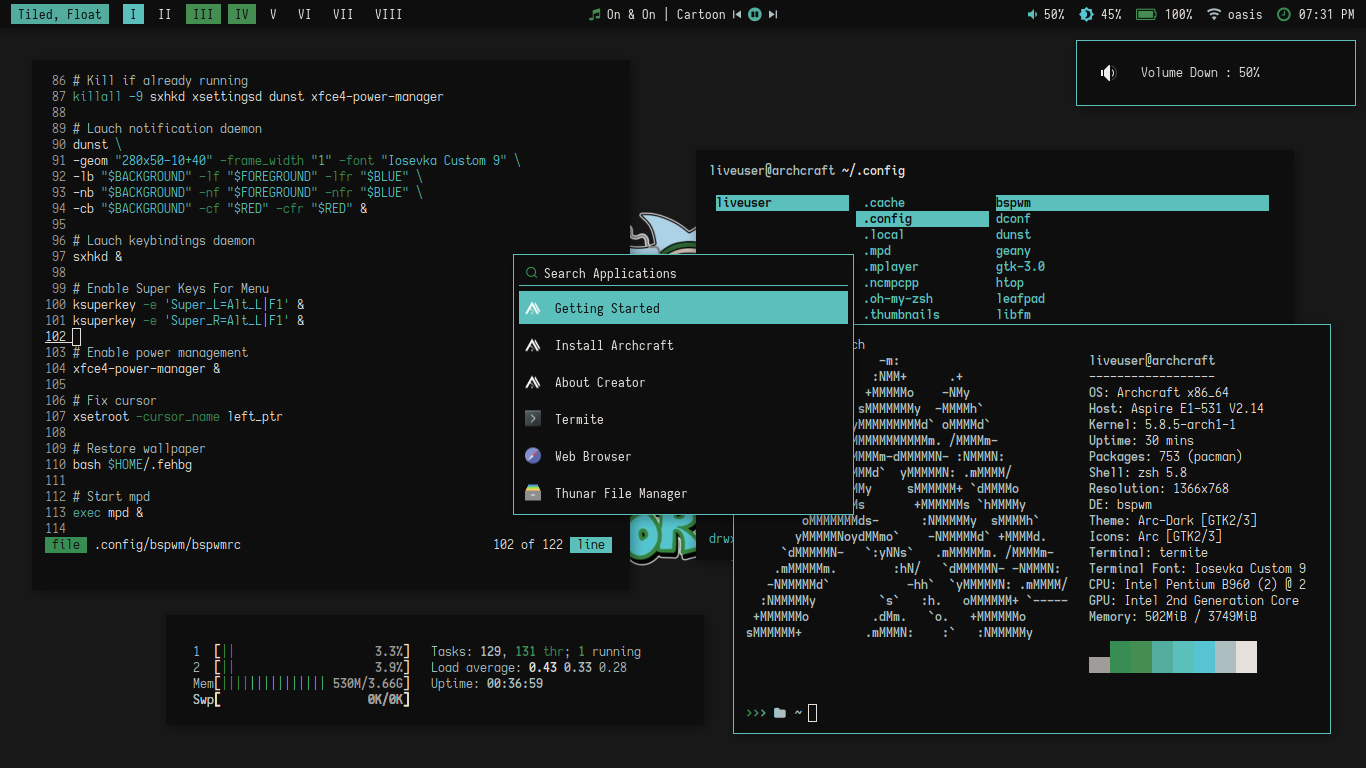 Tiled, Float I II III IV V VI VII VIII
On & On | Cartoon
50% 45% 100% oasis 07:31 PM
Volume Down : 50%
86 # Kill if already running
87 killall -9 sxhkd xsettingsd dunst xfce4-power-manager
88
89 # Lauch notification daemon
90 dunst \
91 -geom "280x50-10+40" -frame_width "1" -font "Iosevka Custom 9" \
92 -lb "$BACKGROUND" -lf "$FOREGROUND" -lfr "$BLUE" \
93 -nb "$BACKGROUND" -nf "$FOREGROUND" -nfr "$BLUE" \
94 -cb "$BACKGROUND" -cf "$RED" -cfr "$RED" &
95
96 # Lauch keybindings daemon
97 sxhkd &
98
99 # Enable Super Keys For Menu
100 ksuperkey -e 'Super_L=Alt_L|F1' &
101 ksuperkey -e 'Super_R=Alt_L|F1' &
102
103 # Enable power management
104 xfce4-power-manager &
105
106 # Fix cursor
107 xsetroot -cursor_name left_ptr
108
109 # Restore wallpaper
110 bash $HOME/.fehbg
111
112 # Start mpd
113 exec mpd &
114
file .config/bspwm/bspwmrc 102 of 122 line
liveuser@archcraft ~/.config
liveuser .cache bspwm
.config dconf
.local dunst
.mpd geany
.mplayer gtk-3.0
.ncmpcpp htop
.oh-my-zsh leafpad
.thumbnails libfm
Search Applications
Getting Started
Install Archcraft
About Creator
Termite
Web Browser
Thunar File Manager
drwx
liveuser@archcraft
------------------
OS: Archcraft x86_64
Host: Aspire E1-531 V2.14
Kernel: 5.8.5-arch1-1
Uptime: 30 mins
Packages: 753 (pacman)
Shell: zsh 5.8
Resolution: 1366x768
DE: bspwm
Theme: Arc-Dark [GTK2/3]
Icons: Arc [GTK2/3]
Terminal: termite
Terminal Font: Iosevka Custom 9
CPU: Intel Pentium B960 (2) @ 2
GPU: Intel 2nd Generation Core
Memory: 502MiB / 3749MiB
>>> ~
1 [|| 3.3%] Tasks: 129, 131 thr; 1 running
2 [|| 3.9%] Load average: 0.43 0.33 0.28
Mem[||||||||||||||| 530M/3.66G] Uptime: 00:36:59
Swp[ 0K/0K]